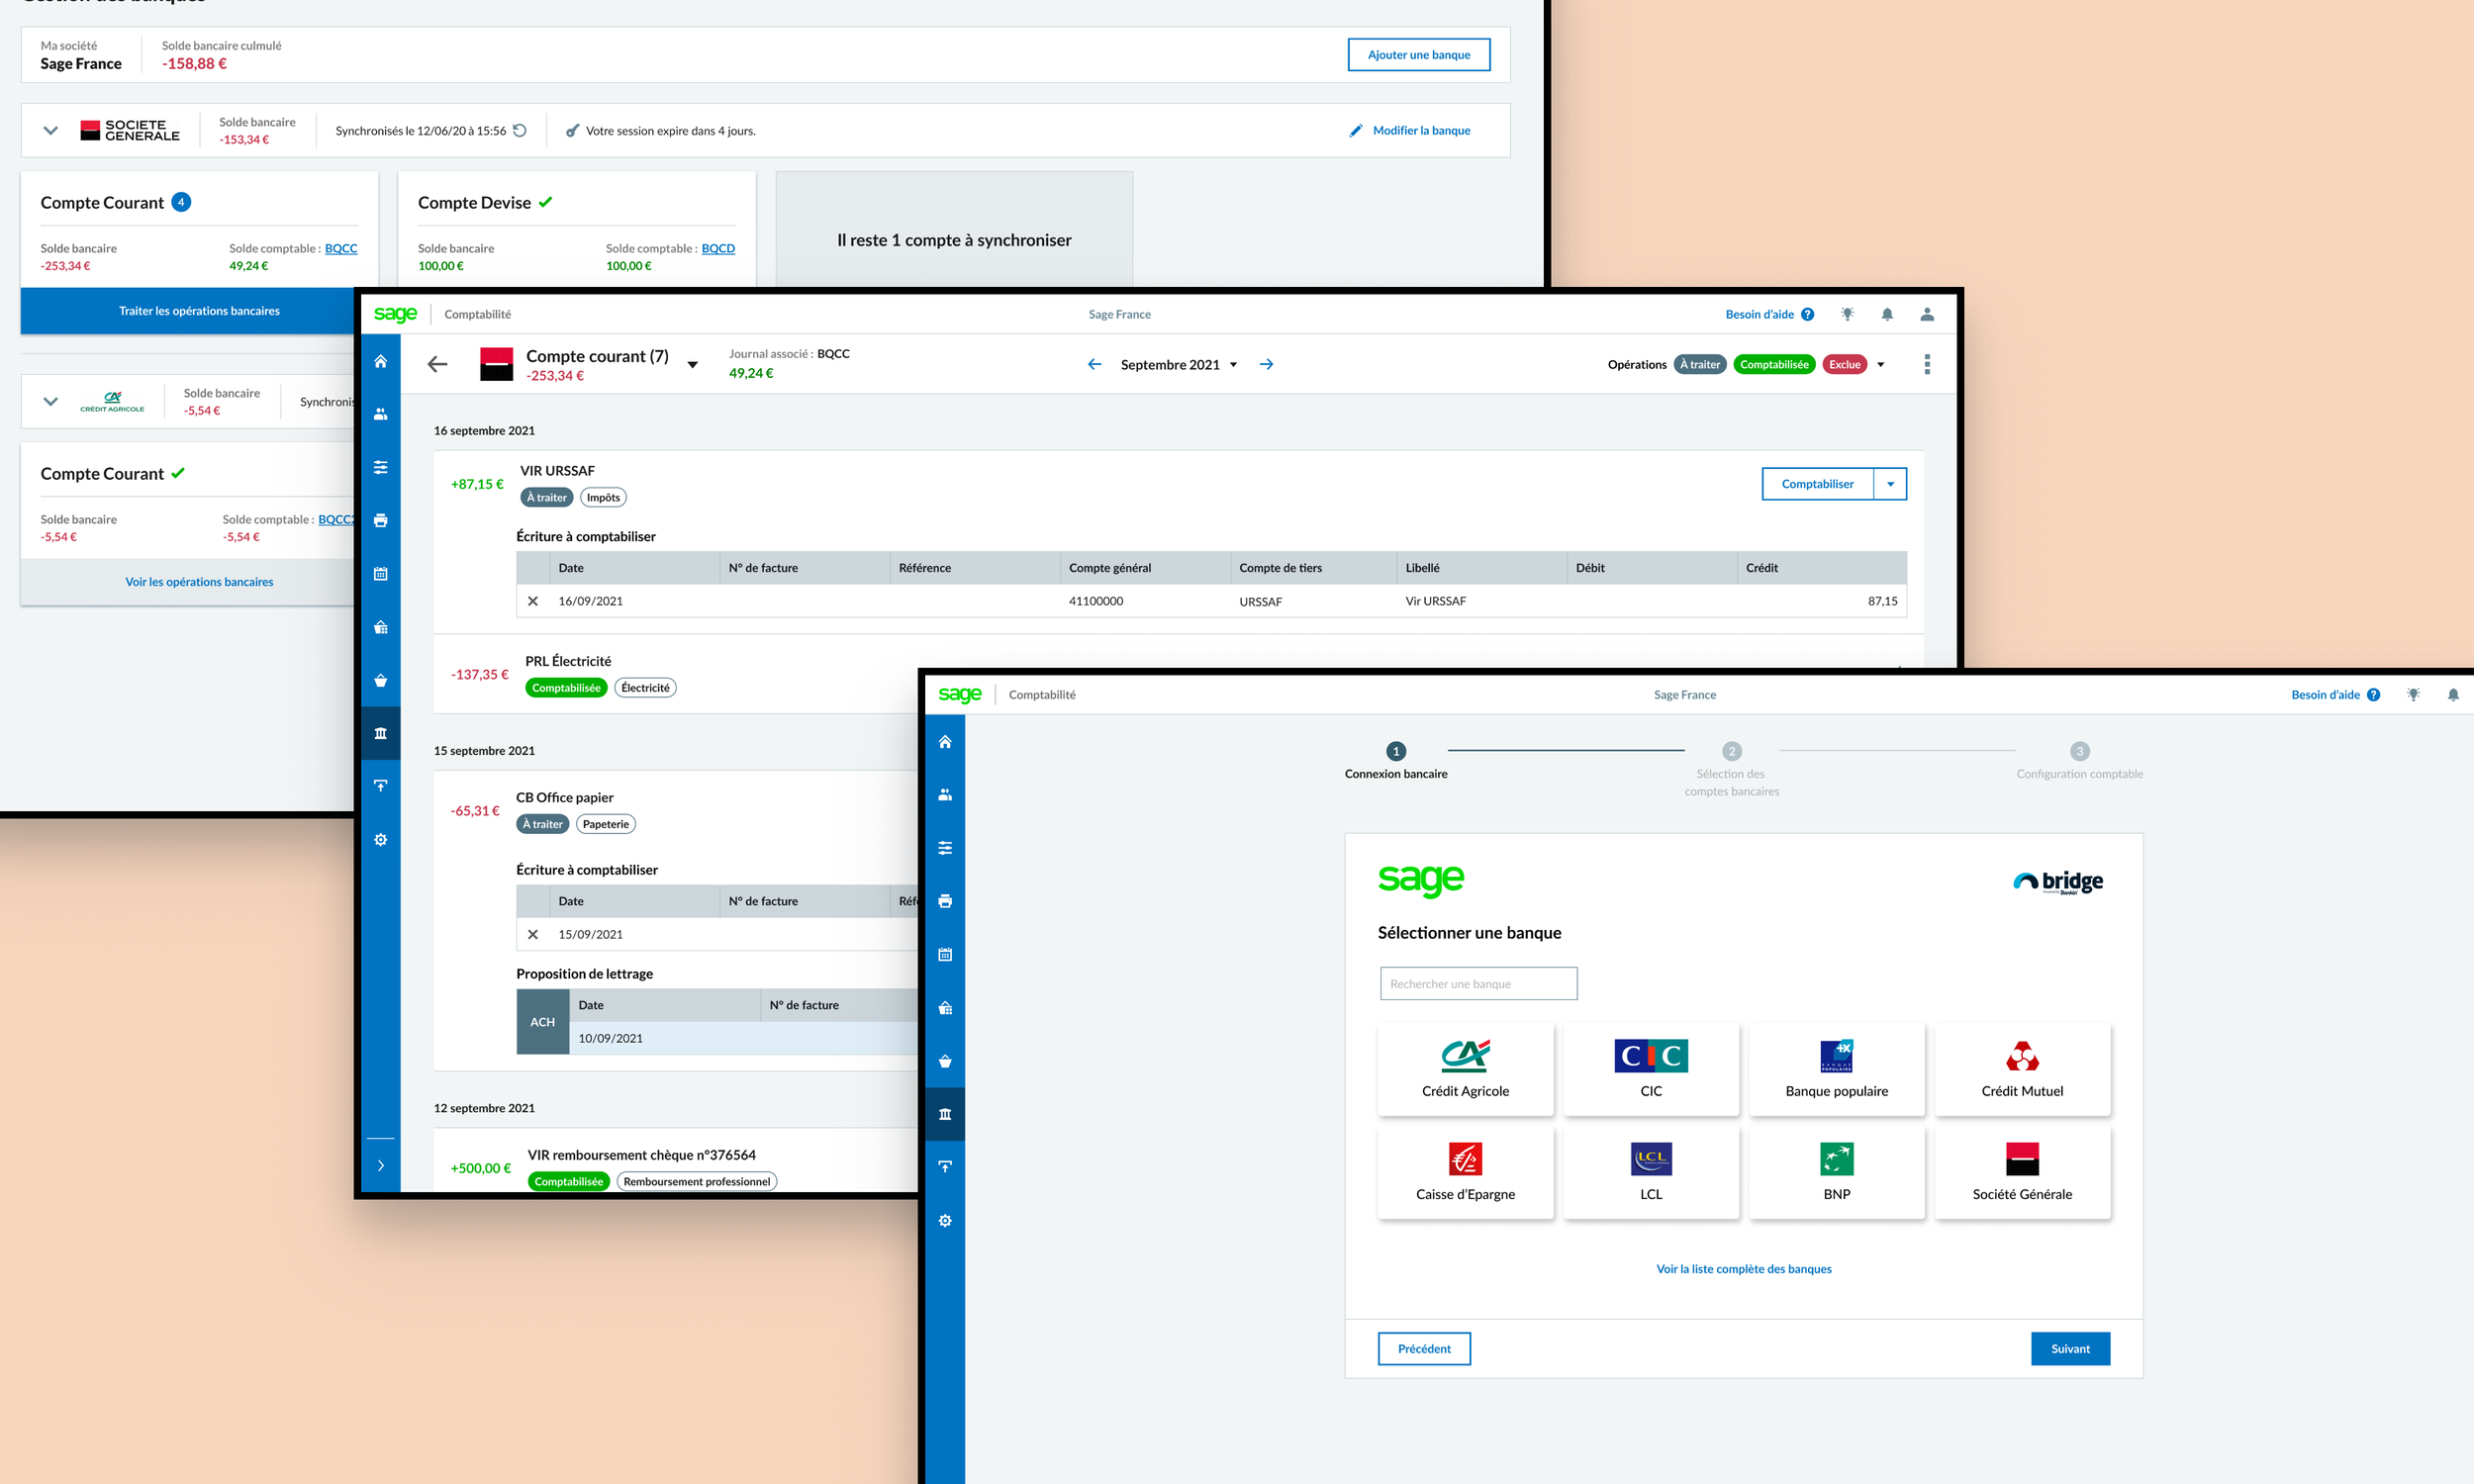 Gestion des banques
Ma société
Sage France
Solde bancaire culmulé
-158,88 €
Ajouter une banque
SOCIETE
GENERALE
Solde bancaire
-153,34 €
Synchronisés le 12/06/20 à 15:56
Votre session expire dans 4 jours.
Modifier la banque
Compte Courant 4
Solde bancaire
-253,34 €
Solde comptable : BQCC
49,24 €
Traiter les opérations bancaires
Compte Devise
Solde bancaire
100,00 €
Solde comptable : BQCD
100,00 €
Il reste 1 compte à synchroniser
CRÉDIT AGRICOLE
Solde bancaire
-5,54 €
Synchronis
Compte Courant
Solde bancaire
-5,54 €
Solde comptable : BQCC2
-5,54 €
Voir les opérations bancaires
sage
Comptabilité
Sage France
Besoin d'aide ?
Compte courant (7)
-253,34 €
Journal associé : BQCC
49,24 €
Septembre 2021
Opérations À traiter Comptabilisée Exclue
16 septembre 2021
+87,15 €
VIR URSSAF
À traiter Impôts
Comptabiliser
Écriture à comptabiliser
Date N° de facture Référence Compte général Compte de tiers Libellé Débit Crédit
16/09/2021 41100000 URSSAF Vir URSSAF 87,15
-137,35 €
PRL Électricité
Comptabilisée Électricité
15 septembre 2021
-65,31 €
CB Office papier
À traiter Papeterie
Écriture à comptabiliser
Date N° de facture Réf
15/09/2021
Proposition de lettrage
ACH
Date N° de facture
10/09/2021
12 septembre 2021
+500,00 €
VIR remboursement chèque n°376564
Comptabilisée Remboursement professionnel
sage
Comptabilité
Sage France
Besoin d'aide ?
1
Connexion bancaire
2
Sélection des
comptes bancaires
3
Configuration comptable
sage
bridge
Sélectionner une banque
Rechercher une banque
Crédit Agricole
CIC
CIC
Banque populaire
Crédit Mutuel
Caisse d'Epargne
LCL
LCL
BNP
Société Générale
Voir la liste complète des banques
Précédent
Suivant